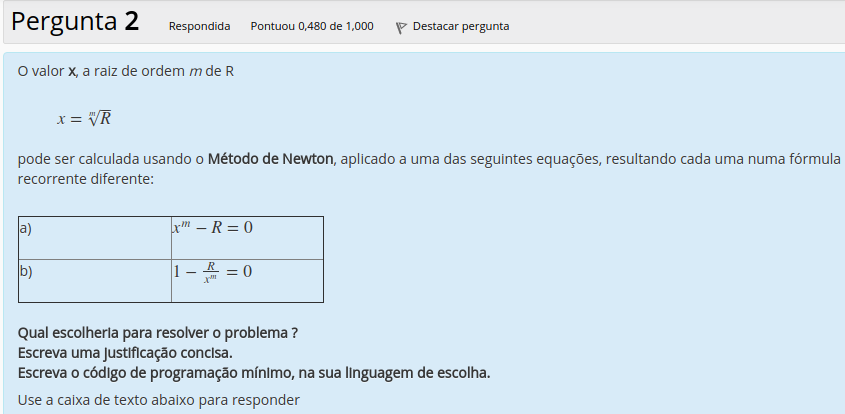 Pergunta 2 Respondida Pontuou 0,480 de 1,000 Destacar pergunta
O valor x, a raiz de ordem m de R
x = ᵐ√R
pode ser calculada usando o Método de Newton, aplicado a uma das seguintes equações, resultando cada uma numa fórmula
recorrente diferente:
a) xᵐ − R = 0
b) 1 − R/xᵐ = 0
Qual escolheria para resolver o problema ?
Escreva uma justificação concisa.
Escreva o código de programação mínimo, na sua linguagem de escolha.
Use a caixa de texto abaixo para responder